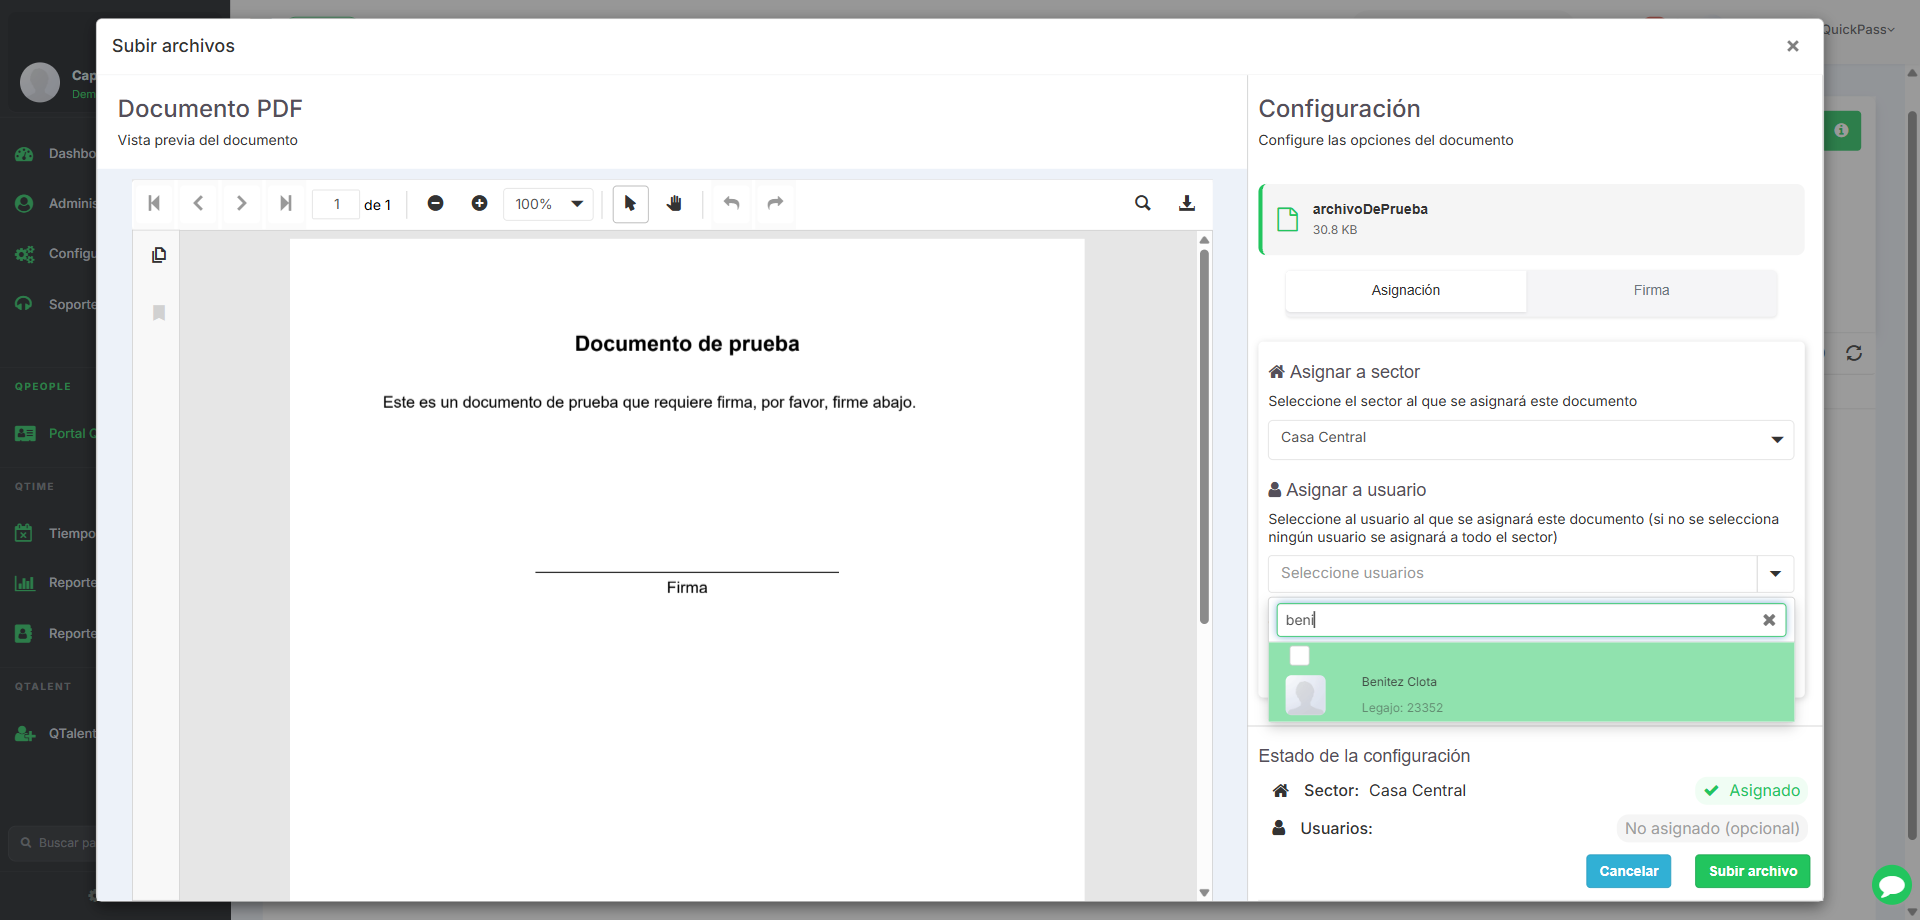 Subir archivos
QuickPass
Cap
Dem
Dashbo
Adminis
Configu
Soporte
QPEOPLE
Portal
QTIME
Tiempo
Reporte
Reporte
QTALENT
QTalent
Buscar pa
Documento PDF
Vista previa del documento
1 de 1
100%
Documento de prueba
Este es un documento de prueba que requiere firma, por favor, firme abajo.
Firma
Configuración
Configure las opciones del documento
archivoDePrueba
30.8 KB
Asignación Firma
Asignar a sector
Seleccione el sector al que se asignará este documento
Casa Central
Asignar a usuario
Seleccione al usuario al que se asignará este documento (si no se selecciona
ningún usuario se asignará a todo el sector)
Seleccione usuarios
beni
Benitez Clota
Legajo: 23352
Estado de la configuración
Sector: Casa Central Asignado
Usuarios: No asignado (opcional)
Cancelar Subir archivo